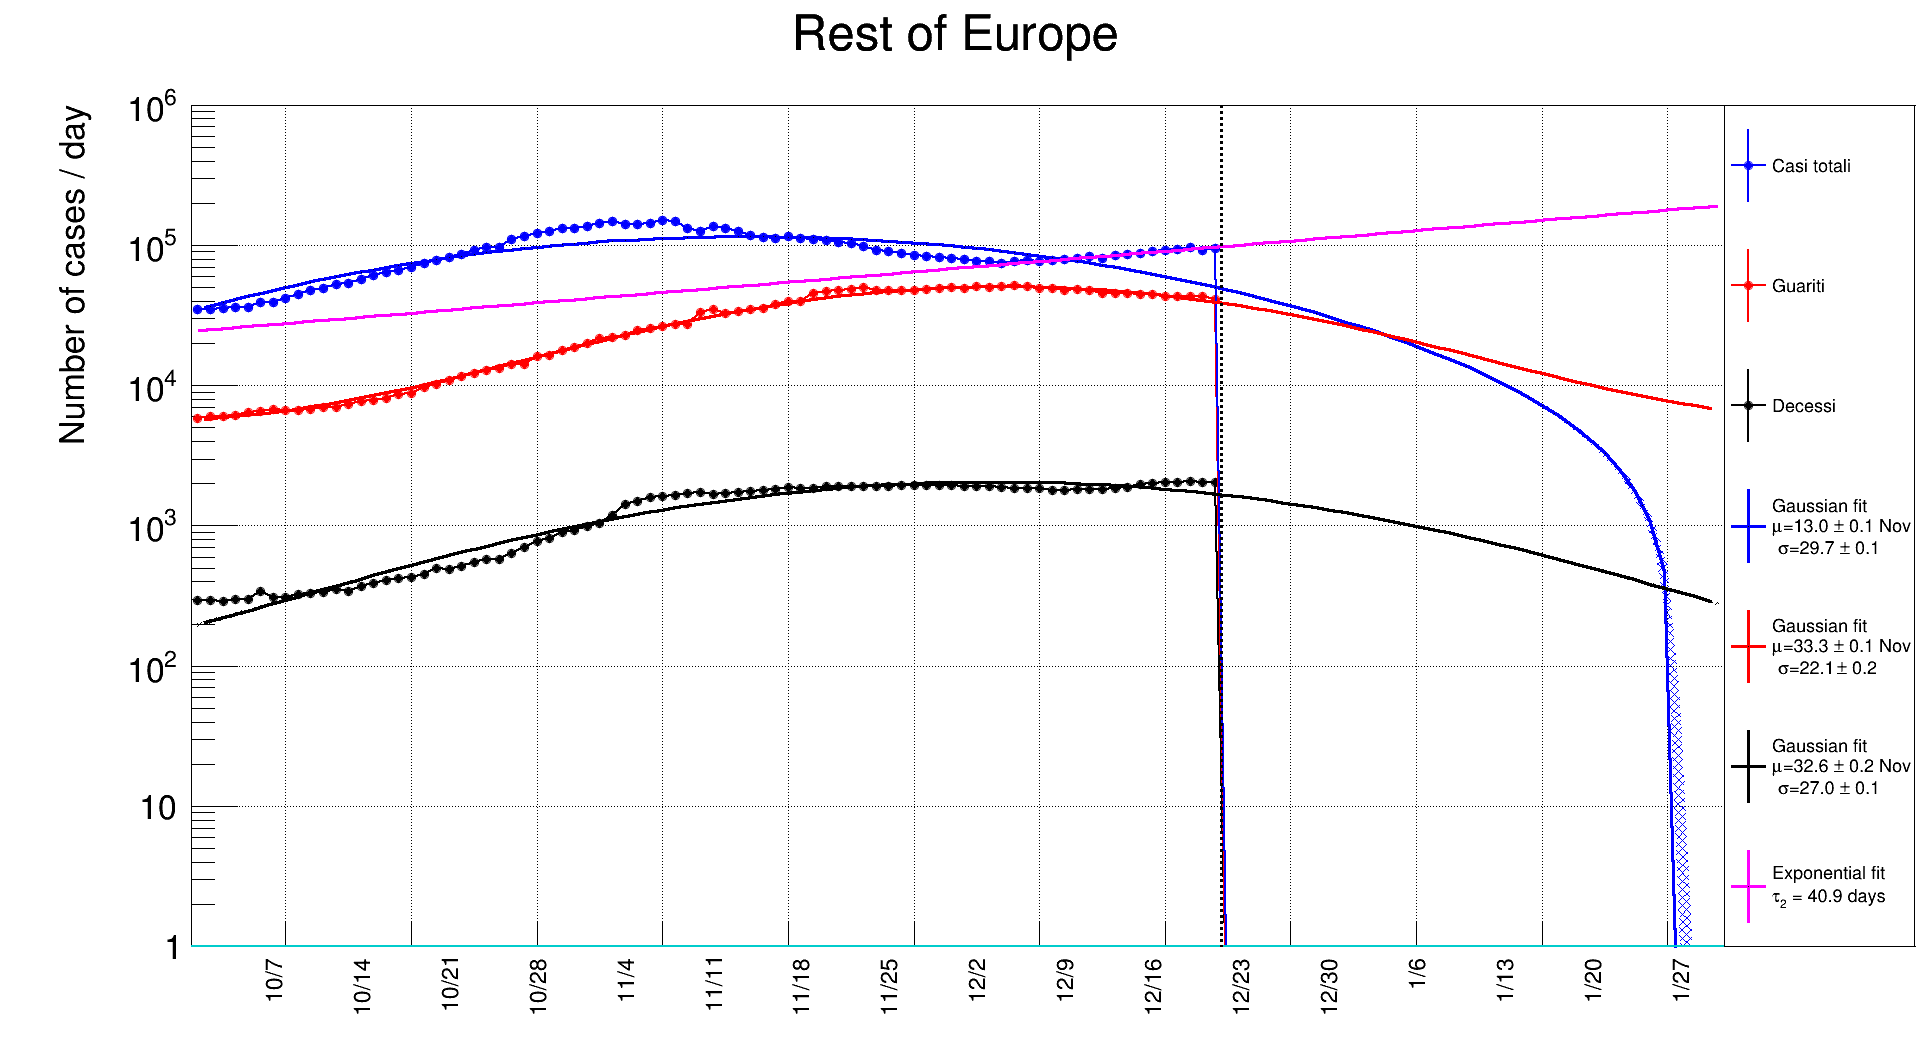 Rest of Europe
Number of cases / day
10^6
10^5
10^4
10^3
10^2
10
1
10/7
10/14
10/21
10/28
11/4
11/11
11/18
11/25
12/2
12/9
12/16
12/23
12/30
1/6
1/13
1/20
1/27
Casi totali
Guariti
Decessi
Gaussian fit
μ=13.0 ± 0.1 Nov
σ=29.7 ± 0.1
Gaussian fit
μ=33.3 ± 0.1 Nov
σ=22.1 ± 0.2
Gaussian fit
μ=32.6 ± 0.2 Nov
σ=27.0 ± 0.1
Exponential fit
τ₂ = 40.9 days